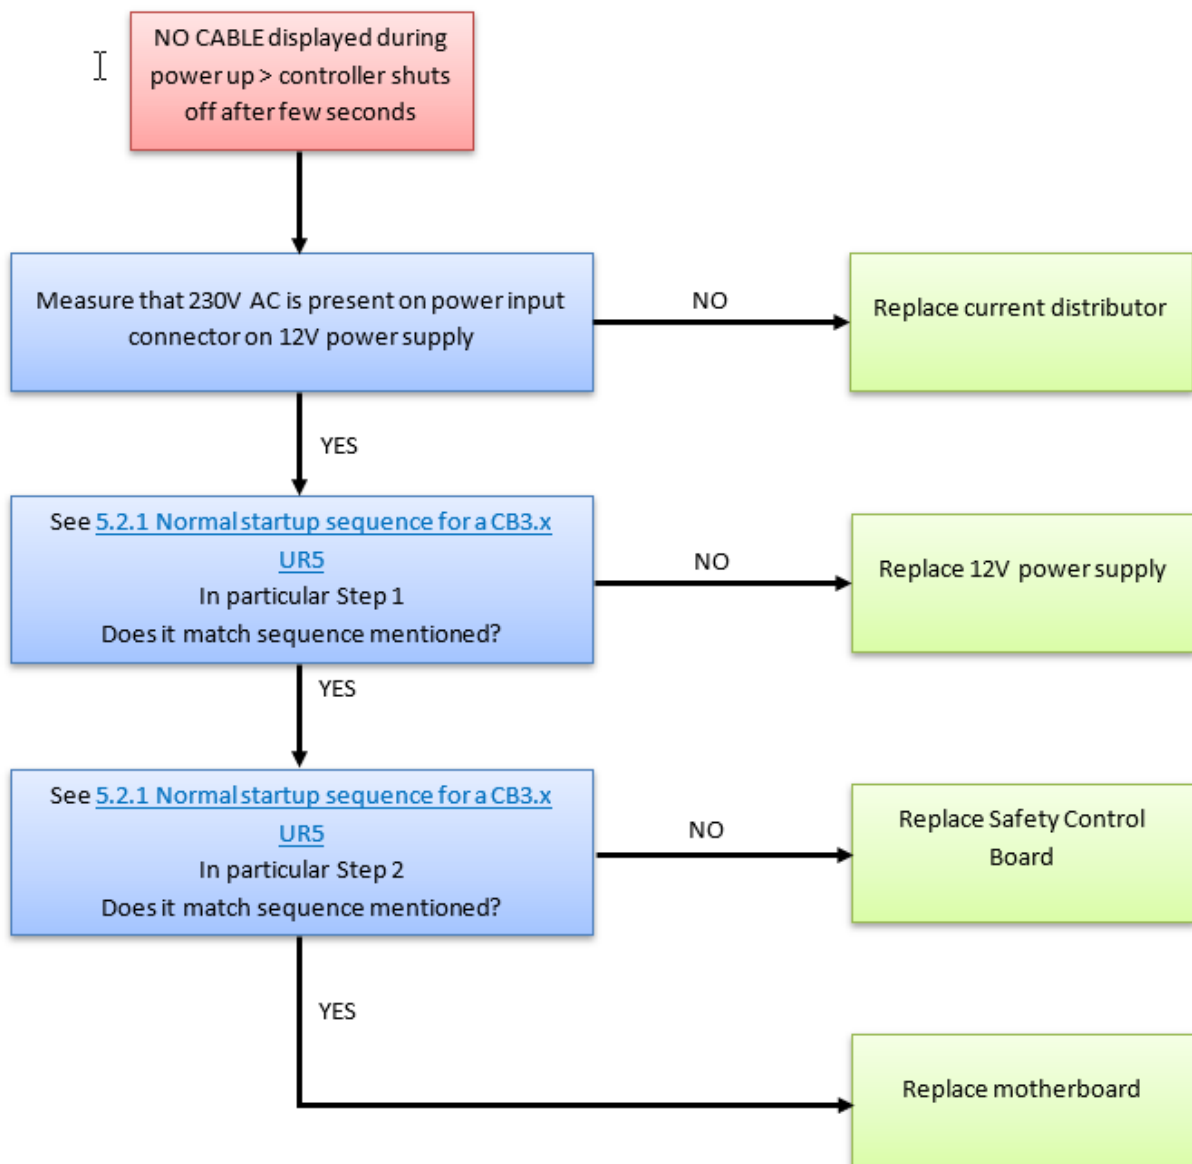 NO CABLE displayed during
power up > controller shuts
off after few seconds
Measure that 230V AC is present on power input
connector on 12V power supply
NO
Replace current distributor
YES
See 5.2.1 Normal startup sequence for a CB3.x
UR5
In particular Step 1
Does it match sequence mentioned?
NO
Replace 12V power supply
YES
See 5.2.1 Normal startup sequence for a CB3.x
UR5
In particular Step 2
Does it match sequence mentioned?
NO
Replace Safety Control
Board
YES
Replace motherboard